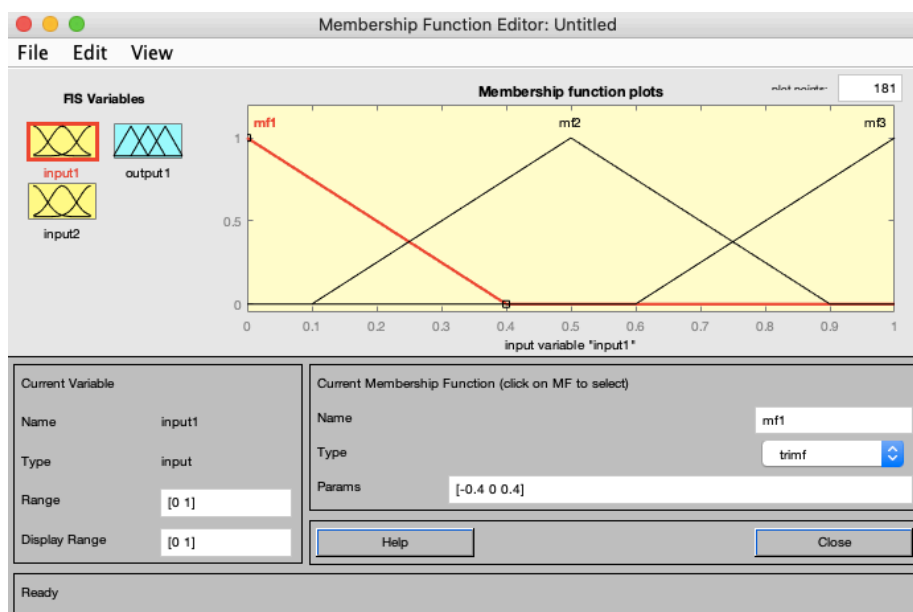 Membership Function Editor: Untitled
File Edit View
FIS Variables
input1
output1
input2
Membership function plots
plot points:
181
mf1
mf2
mf3
1
0.5
0
0 0.1 0.2 0.3 0.4 0.5 0.6 0.7 0.8 0.9 1
input variable "input1"
Current Variable
Name input1
Type input
Range [0 1]
Display Range [0 1]
Current Membership Function (click on MF to select)
Name mf1
Type trimf
Params [-0.4 0 0.4]
Help
Close
Ready